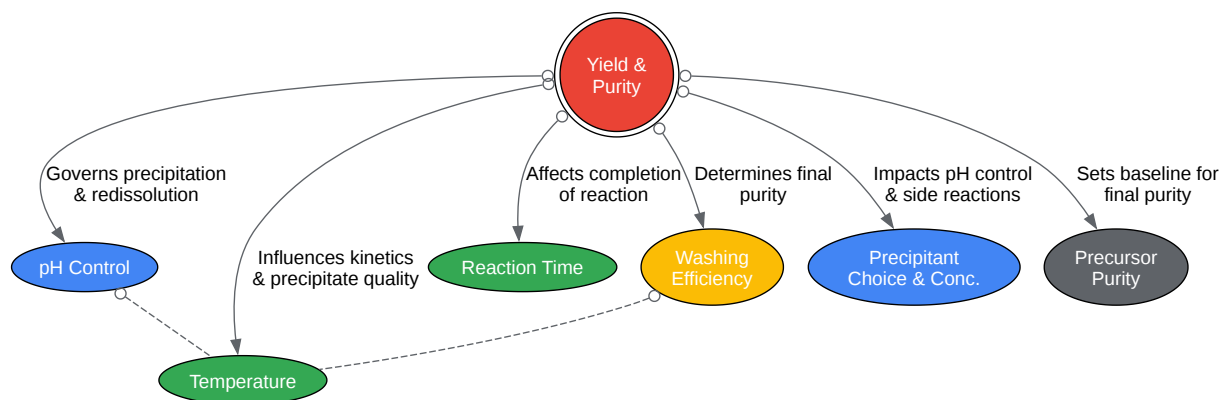 Yield &
Purity
Governs precipitation
& redissolution
Affects completion
of reaction
Determines final
purity
Impacts pH control
& side reactions
Sets baseline for
final purity
Influences kinetics
& precipitate quality
pH Control
Reaction Time
Washing
Efficiency
Precipitant
Choice & Conc.
Precursor
Purity
Temperature